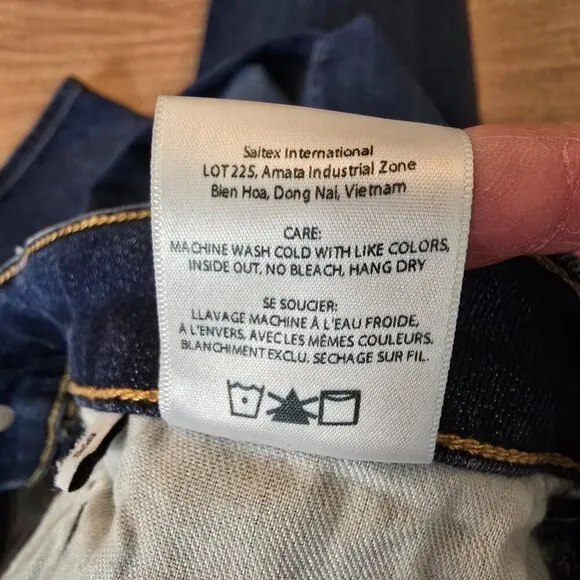 Saitex International
LOT225, Amata Industrial Zone
Bien Hoa, Dong Nai, Vietnam
CARE:
MACHINE WASH COLD WITH LIKE COLORS,
INSIDE OUT, NO BLEACH, HANG DRY
SE SOUCIER:
LLAVAGE MACHINE À L'EAU FROIDE,
À L'ENVERS, AVEC LES MÊMES COULEURS.
BLANCHIMENT EXCLU. SÉCHAGE SUR FIL.